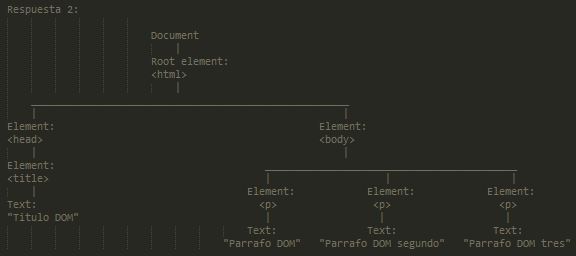 Respuesta 2:
Document
Root element:
<html>
Element: Element:
<head> <body>
Element:
<title>
Element: Element: Element:
Text: <p> <p> <p>
"Titulo DOM"
Text: Text: Text:
"Parrafo DOM" "Parrafo DOM segundo" "Parrafo DOM tres"